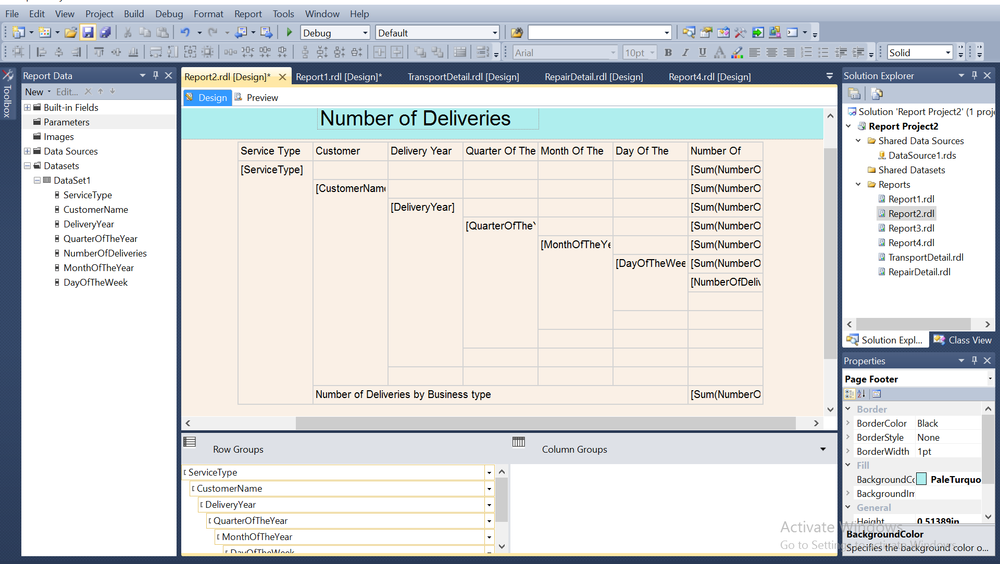 File Edit View Project Build Debug Format Report Tools Window Help
Debug Default
Arial 10pt B I U A Solid
Toolbox
Report Data
New Edit...
Built-in Fields
Parameters
Images
Data Sources
Datasets
DataSet1
ServiceType
CustomerName
DeliveryYear
QuarterOfTheYear
NumberOfDeliveries
MonthOfTheYear
DayOfTheWeek
Report2.rdl [Design]* Report1.rdl [Design]* TransportDetail.rdl [Design] RepairDetail.rdl [Design] Report4.rdl [Design]
Design Preview
Number of Deliveries
Service Type Customer Delivery Year Quarter Of The Month Of The Day Of The Number Of
[ServiceType] [Sum(NumberO
[CustomerName [Sum(NumberO
[DeliveryYear] [Sum(NumberO
[QuarterOfTheY [Sum(NumberO
[MonthOfTheYe [Sum(NumberO
[DayOfTheWee [Sum(NumberO
[NumberOfDeliv
Number of Deliveries by Business type [Sum(NumberO
Row Groups Column Groups
ServiceType
CustomerName
DeliveryYear
QuarterOfTheYear
MonthOfTheYear
DayOfTheWeek
Solution Explorer
Solution 'Report Project2' (1 proje
Report Project2
Shared Data Sources
DataSource1.rds
Shared Datasets
Reports
Report1.rdl
Report2.rdl
Report3.rdl
Report4.rdl
TransportDetail.rdl
RepairDetail.rdl
Solution Expl... Class View
Properties
Page Footer
Border
BorderColor Black
BorderStyle None
BorderWidth 1pt
Fill
BackgroundCo PaleTurquo
BackgroundIm
General
Height 0.51389in
BackgroundColor
Specifies the background color o...
Activate Windows
Go to Settings to activate Windows.